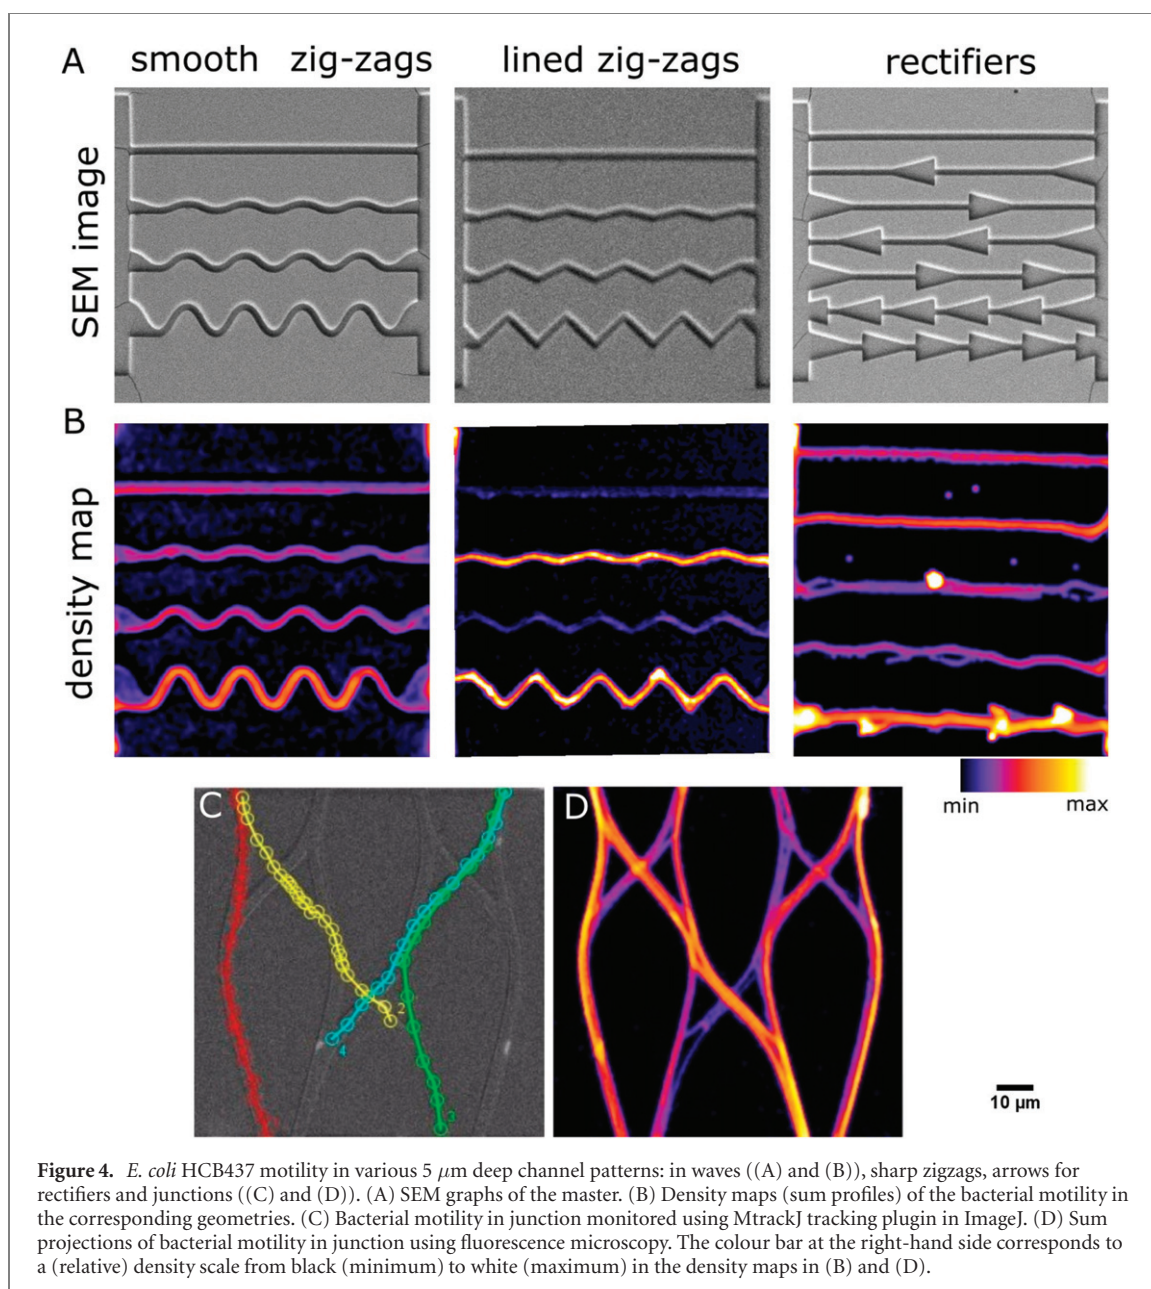 A smooth zig-zags lined zig-zags rectifiers
SEM image
B
density map
min max
C D
2
4
3
10 μm
Figure 4. E. coli HCB437 motility in various 5 μm deep channel patterns: in waves ((A) and (B)), sharp zigzags, arrows for
rectifiers and junctions ((C) and (D)). (A) SEM graphs of the master. (B) Density maps (sum profiles) of the bacterial motility in
the corresponding geometries. (C) Bacterial motility in junction monitored using MtrackJ tracking plugin in ImageJ. (D) Sum
projections of bacterial motility in junction using fluorescence microscopy. The colour bar at the right-hand side corresponds to
a (relative) density scale from black (minimum) to white (maximum) in the density maps in (B) and (D).